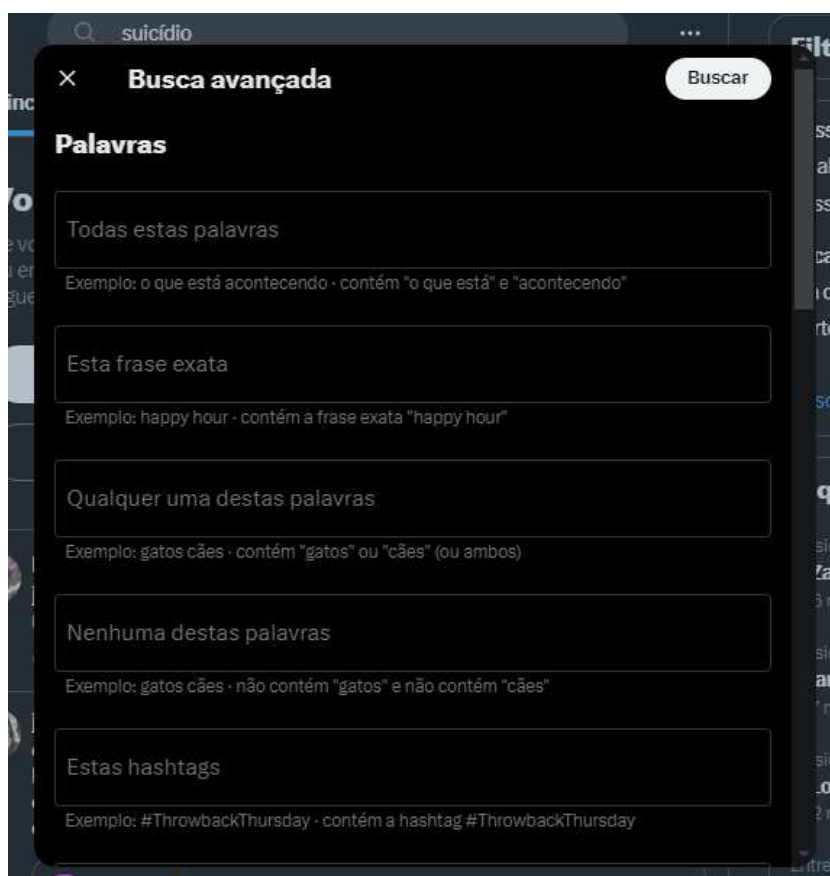 suicídio
Busca avançada
Buscar
Palavras
Todas estas palavras
Exemplo: o que está acontecendo · contém "o que está" e "acontecendo"
Esta frase exata
Exemplo: happy hour · contém a frase exata "happy hour"
Qualquer uma destas palavras
Exemplo: gatos cães · contém "gatos" ou "cães" (ou ambos)
Nenhuma destas palavras
Exemplo: gatos cães · não contém "gatos" e não contém "cães"
Estas hashtags
Exemplo: #ThrowbackThursday · contém a hashtag #ThrowbackThursday